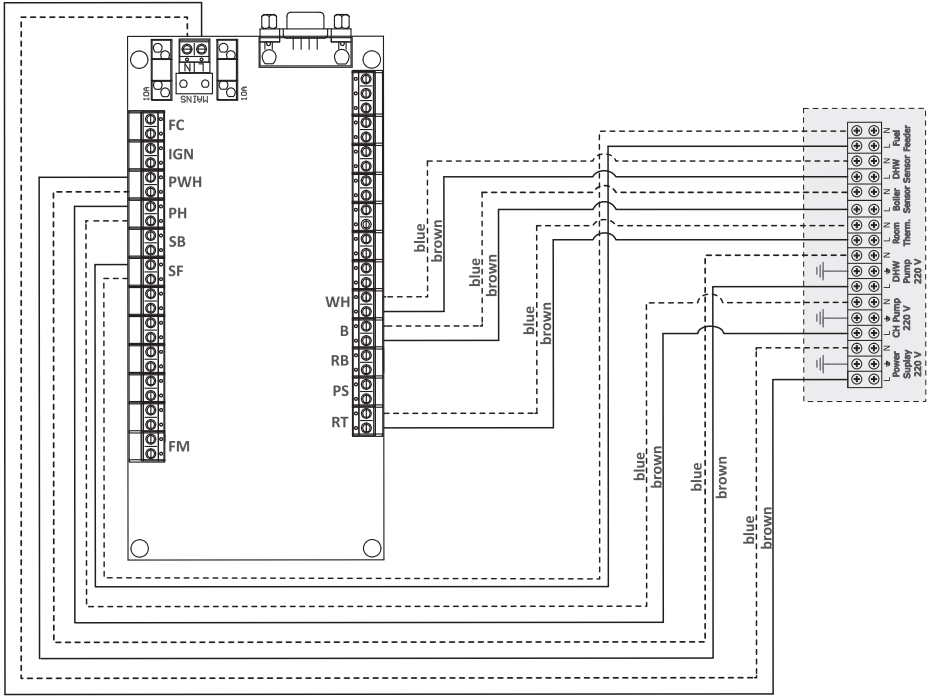 L N
MAINS
10A
10A
FC
IGN
PWH
PH
SB
SF
FM
WH
B
RB
PS
RT
blue
brown
blue
brown
blue
brown
blue
brown
blue
brown
blue
brown
N
L
Fuel
Feeder
N
L
DHW
Sensor
N
L
Boiler
Sensor
N
L
Room
Therm.
N
L
DHW
Pump
220 V
N
L
CH Pump
220 V
N
L
Power
Suplay
220 V